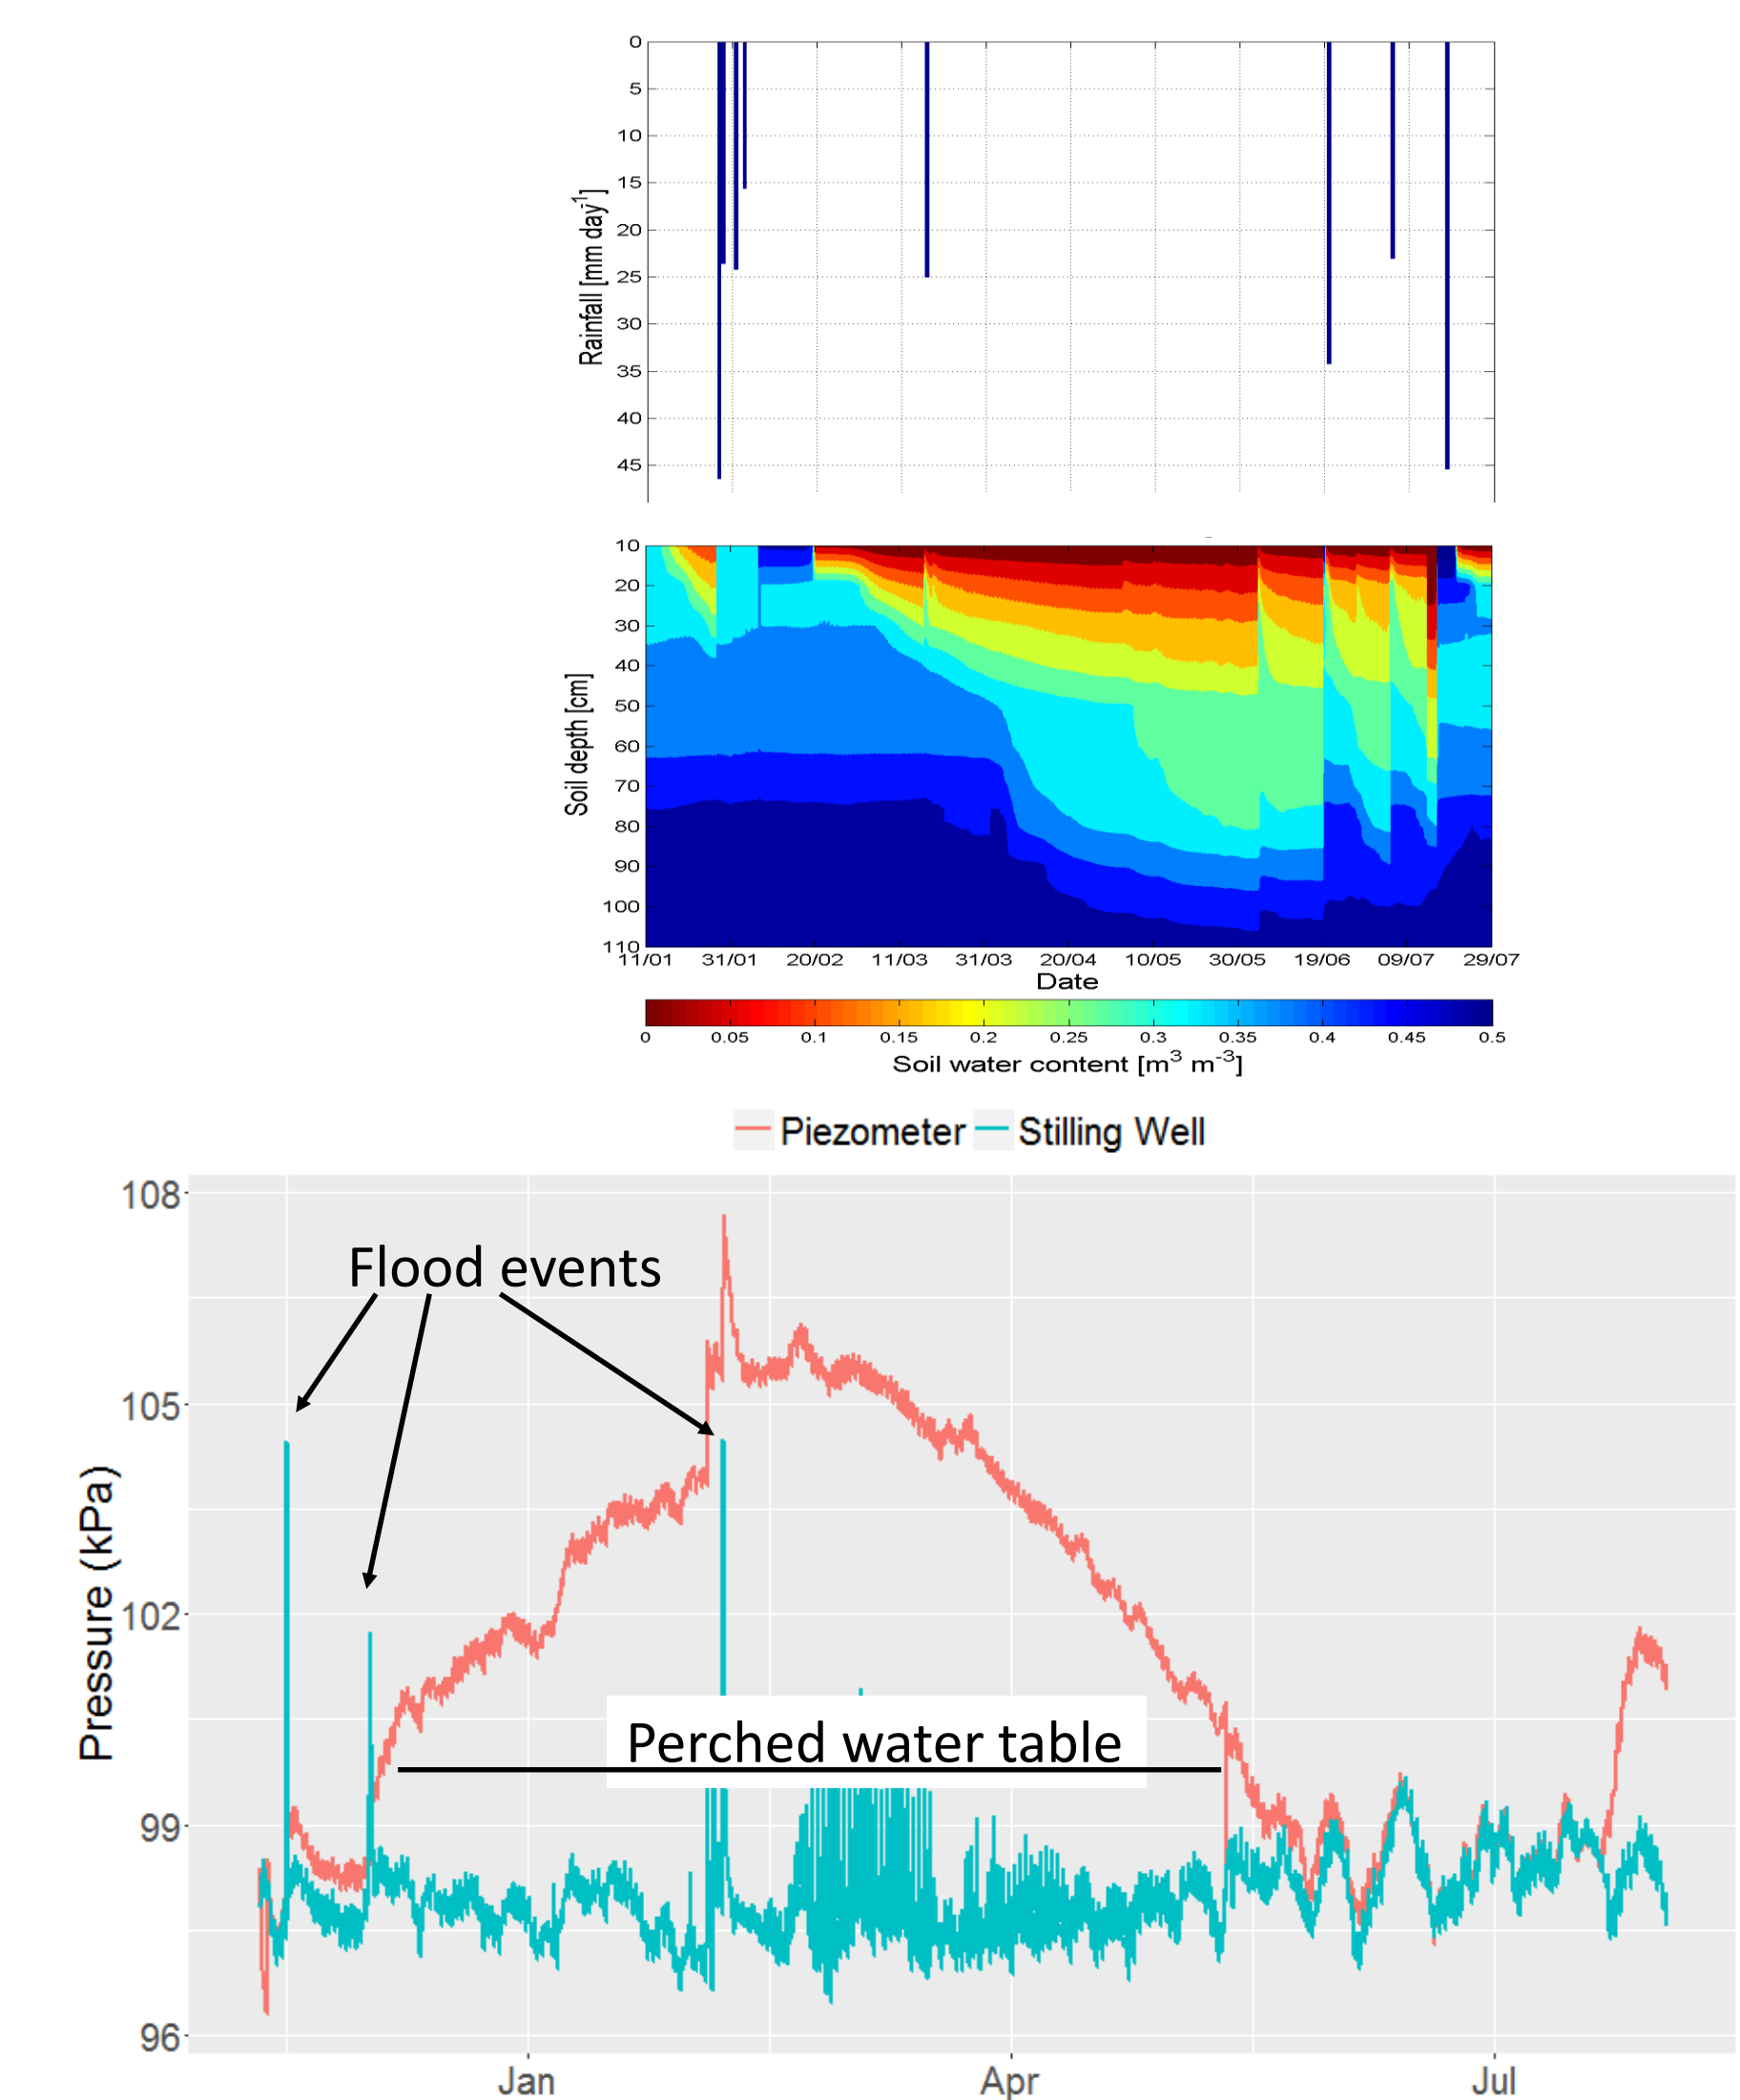 0
5
10
15
20
25
30
35
40
45
Rainfall [mm day-1]
10
20
30
40
50
60
70
80
90
100
110
Soil depth [cm]
11/01 31/01 20/02 11/03 31/03 20/04 10/05 30/05 19/06 09/07 29/07
Date
0 0.05 0.1 0.15 0.2 0.25 0.3 0.35 0.4 0.45 0.5
Soil water content [m3 m-3]
Piezometer Stilling Well
108
105
102
99
96
Pressure (kPa)
Flood events
Perched water table
Jan Apr Jul